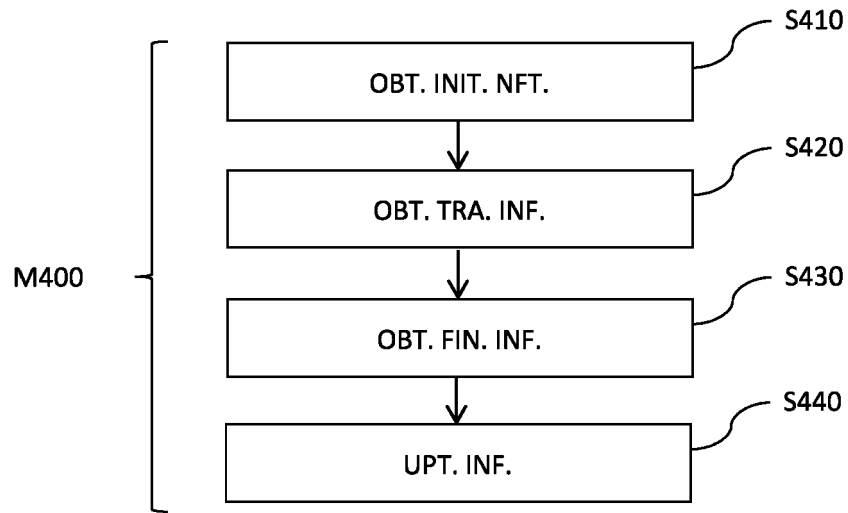 S410
OBT. INIT. NFT.
S420
OBT. TRA. INF.
M400
S430
OBT. FIN. INF.
S440
UPT. INF.